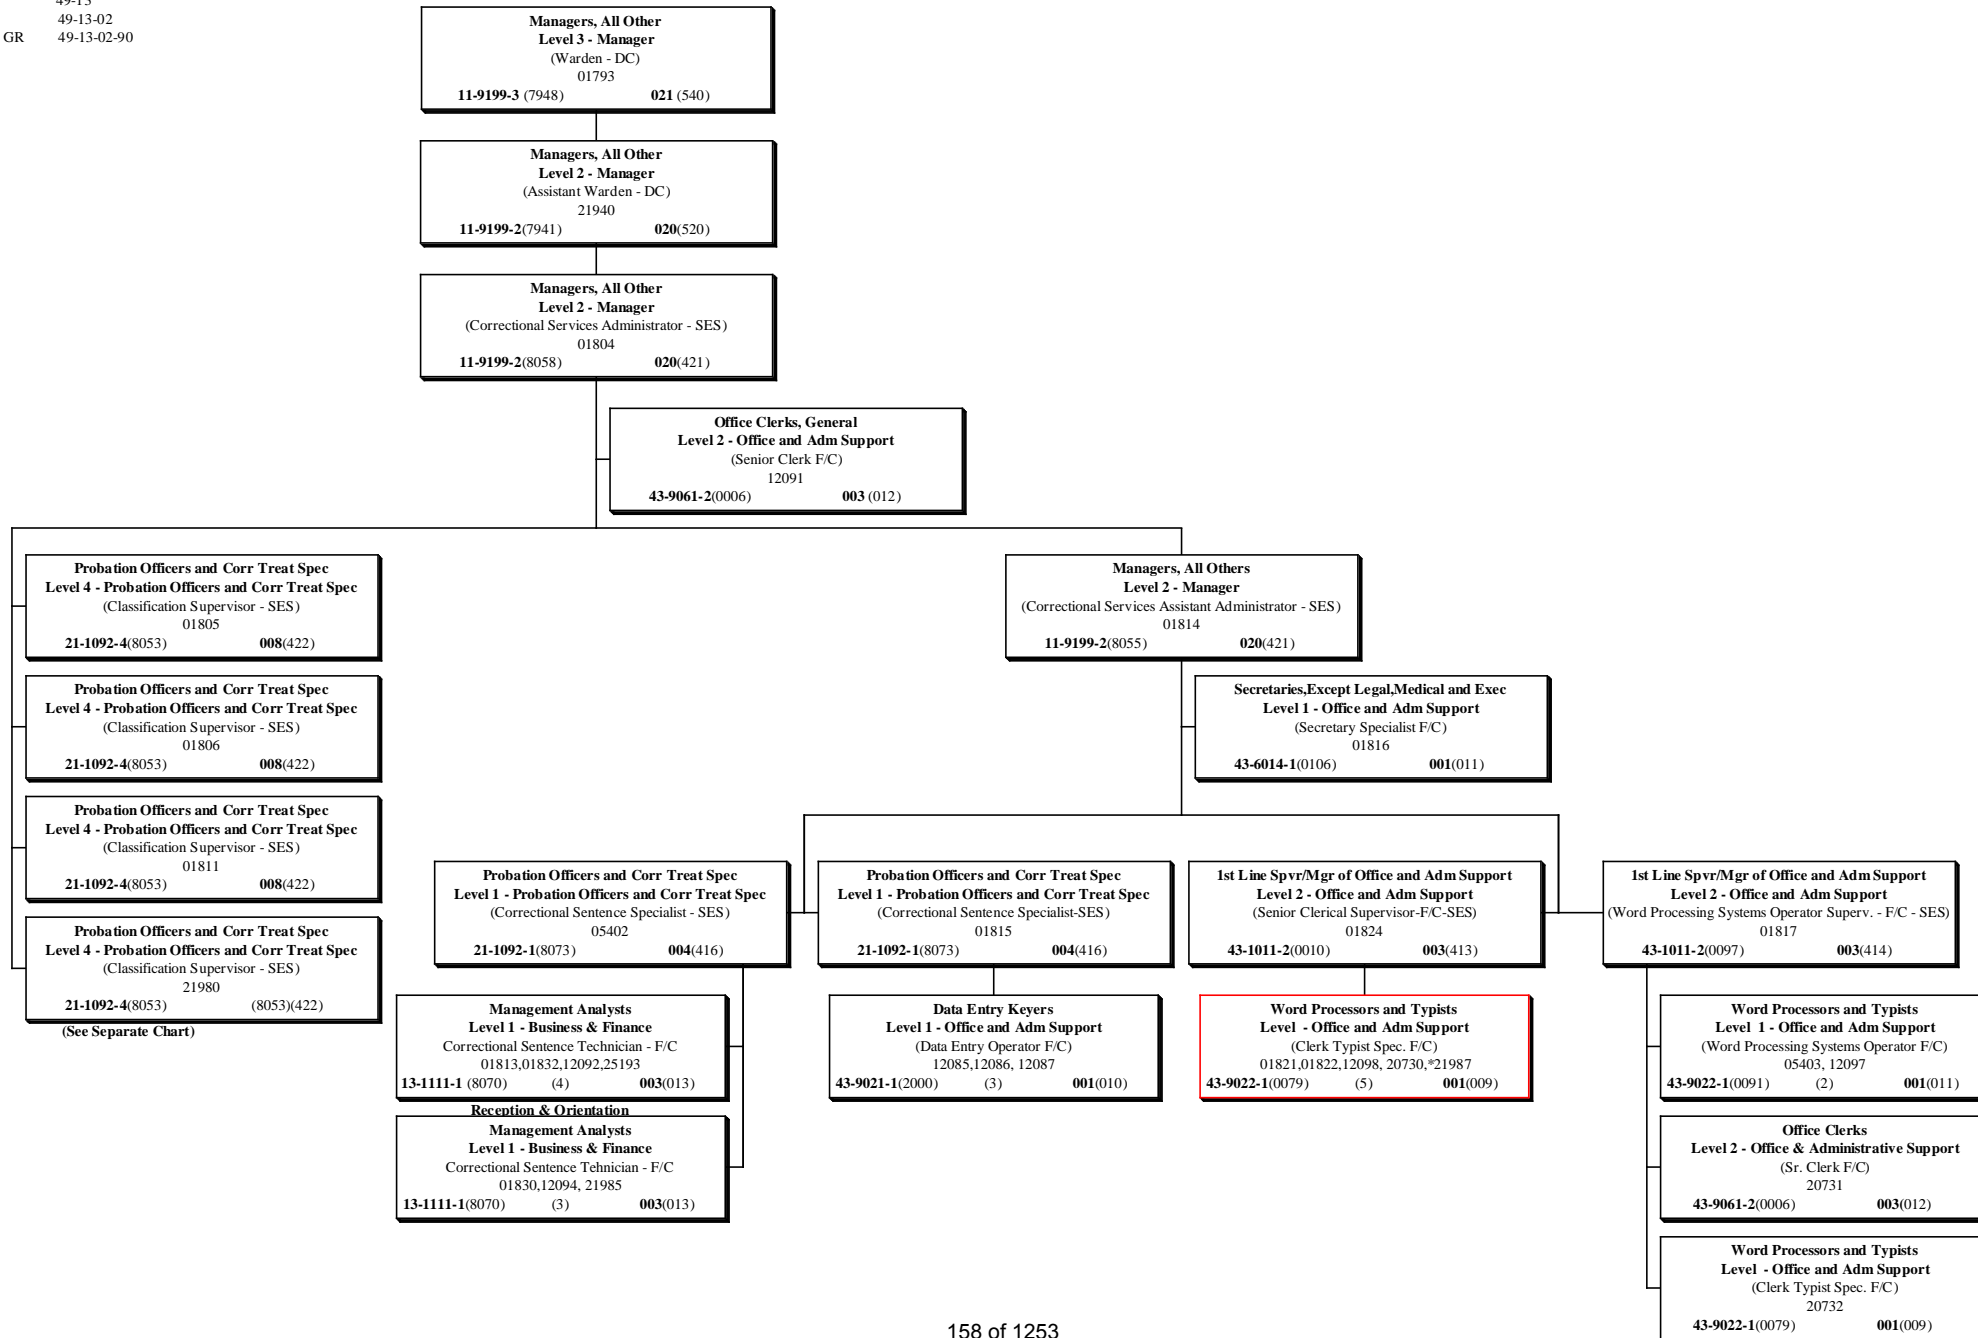 49-13
49-13-02
GR 49-13-02-90
Managers, All Other
Level 3 - Manager
(Warden - DC)
01793
11-9199-3 (7948) 021 (540)
Managers, All Other
Level 2 - Manager
(Assistant Warden - DC)
21940
11-9199-2(7941) 020(520)
Managers, All Other
Level 2 - Manager
(Correctional Services Administrator - SES)
01804
11-9199-2(8058) 020(421)
Office Clerks, General
Level 2 - Office and Adm Support
(Senior Clerk F/C)
12091
43-9061-2(0006) 003 (012)
Probation Officers and Corr Treat Spec
Level 4 - Probation Officers and Corr Treat Spec
(Classification Supervisor - SES)
01805
21-1092-4(8053) 008(422)
Probation Officers and Corr Treat Spec
Level 4 - Probation Officers and Corr Treat Spec
(Classification Supervisor - SES)
01806
21-1092-4(8053) 008(422)
Probation Officers and Corr Treat Spec
Level 4 - Probation Officers and Corr Treat Spec
(Classification Supervisor - SES)
01811
21-1092-4(8053) 008(422)
Probation Officers and Corr Treat Spec
Level 4 - Probation Officers and Corr Treat Spec
(Classification Supervisor - SES)
21980
21-1092-4(8053) (8053)(422)
(See Separate Chart)
Managers, All Others
Level 2 - Manager
(Correctional Services Assistant Administrator - SES)
01814
11-9199-2(8055) 020(421)
Secretaries,Except Legal,Medical and Exec
Level 1 - Office and Adm Support
(Secretary Specialist F/C)
01816
43-6014-1(0106) 001(011)
Probation Officers and Corr Treat Spec
Level 1 - Probation Officers and Corr Treat Spec
(Correctional Sentence Specialist - SES)
05402
21-1092-1(8073) 004(416)
Management Analysts
Level 1 - Business & Finance
Correctional Sentence Technician - F/C
01813,01832,12092,25193
13-1111-1 (8070) (4) 003(013)
Reception & Orientation
Management Analysts
Level 1 - Business & Finance
Correctional Sentence Tehnician - F/C
01830,12094, 21985
13-1111-1(8070) (3) 003(013)
Probation Officers and Corr Treat Spec
Level 1 - Probation Officers and Corr Treat Spec
(Correctional Sentence Specialist-SES)
01815
21-1092-1(8073) 004(416)
Data Entry Keyers
Level 1 - Office and Adm Support
(Data Entry Operator F/C)
12085,12086, 12087
43-9021-1(2000) (3) 001(010)
1st Line Spvr/Mgr of Office and Adm Support
Level 2 - Office and Adm Support
(Senior Clerical Supervisor-F/C-SES)
01824
43-1011-2(0010) 003(413)
Word Processors and Typists
Level - Office and Adm Support
(Clerk Typist Spec. F/C)
01821,01822,12098, 20730,*21987
43-9022-1(0079) (5) 001(009)
1st Line Spvr/Mgr of Office and Adm Support
Level 2 - Office and Adm Support
(Word Processing Systems Operator Superv. - F/C - SES)
01817
43-1011-2(0097) 003(414)
Word Processors and Typists
Level 1 - Office and Adm Support
(Word Processing Systems Operator F/C)
05403, 12097
43-9022-1(0091) (2) 001(011)
Office Clerks
Level 2 - Office & Administrative Support
(Sr. Clerk F/C)
20731
43-9061-2(0006) 003(012)
Word Processors and Typists
Level - Office and Adm Support
(Clerk Typist Spec. F/C)
20732
43-9022-1(0079) 001(009)
158 of 1253